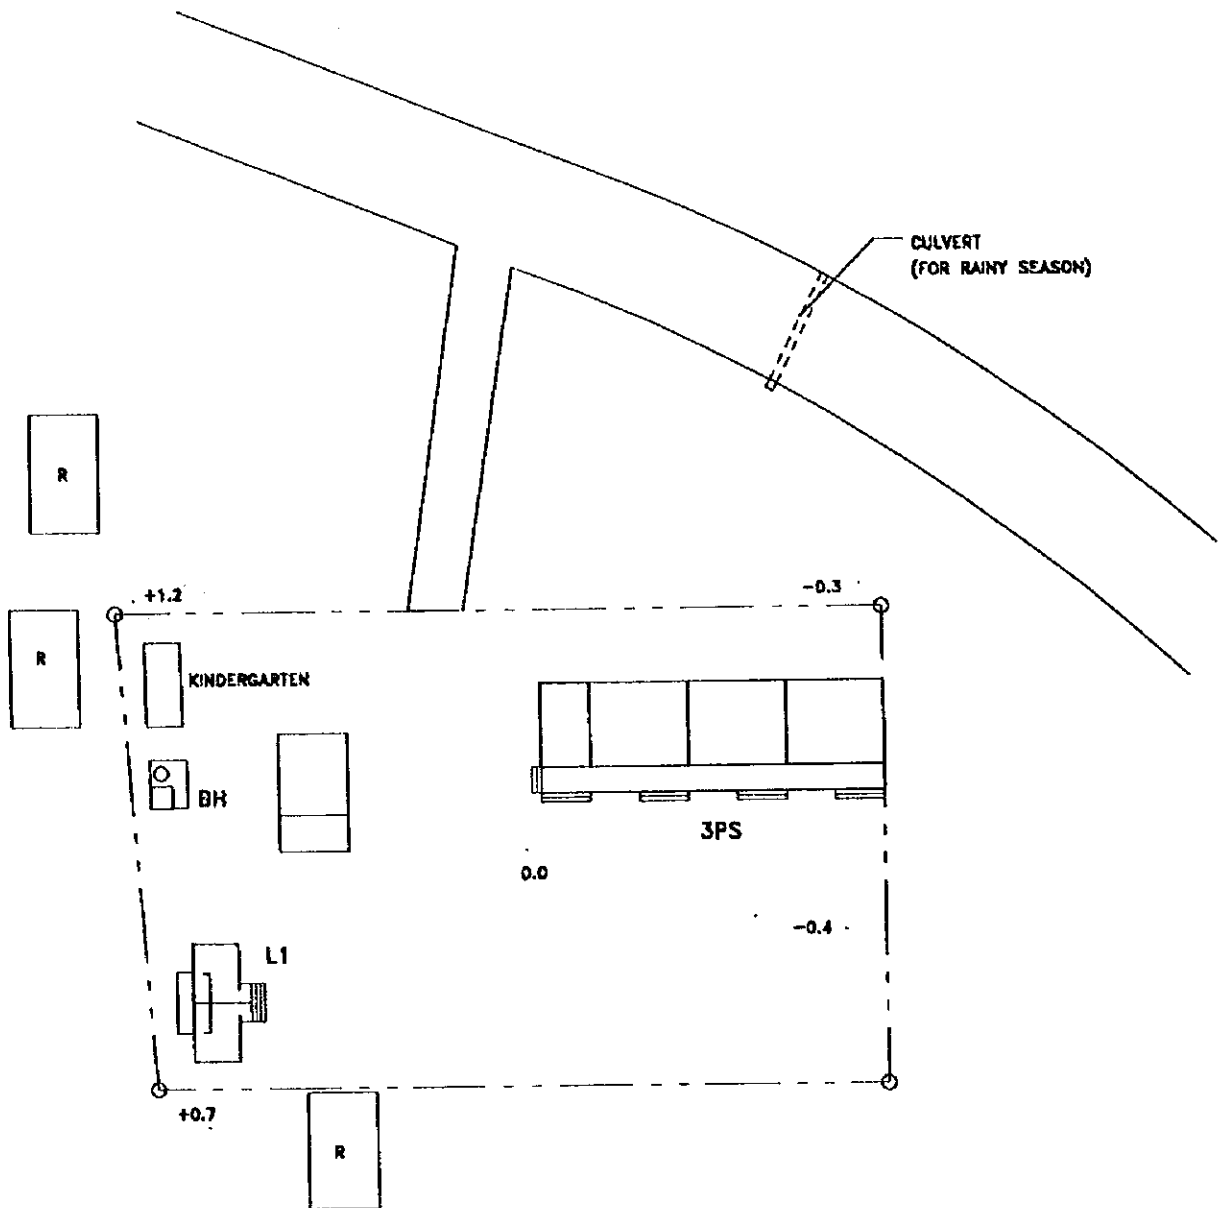 CULVERT
(FOR RAINY SEASON)
R
+1.2
-0.3
R
KINDERGARTEN
BH
3PS
0.0
-0.4
L1
+0.7
R